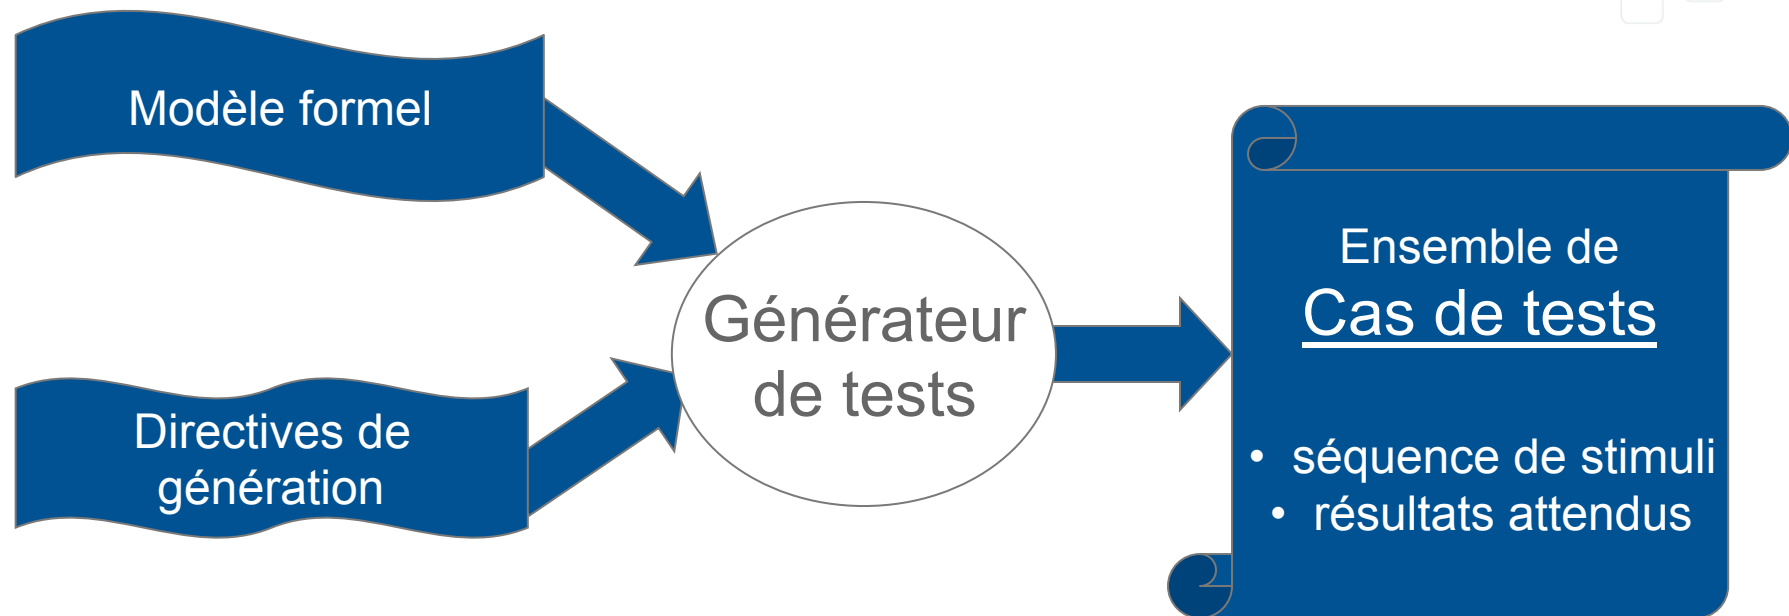 Modèle formel
Directives de
génération
Générateur
de tests
Ensemble de
Cas de tests
• séquence de stimuli
• résultats attendus